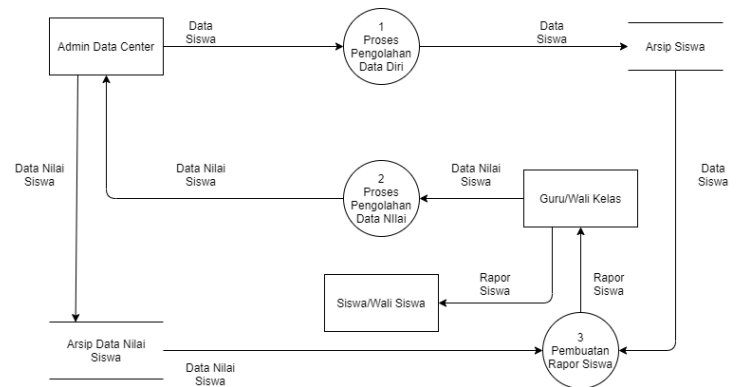 Data
Siswa
1
Proses
Pengolahan
Data Diri
Data
Siswa
Admin Data Center
Arsip Siswa
Data Nilai
Siswa
Data Nilai
Siswa
2
Proses
Pengolahan
Data NIlai
Data Nilai
Siswa
Guru/Wali Kelas
Data
Siswa
Siswa/Wali Siswa
Rapor
Siswa
Rapor
Siswa
Arsip Data Nilai
Siswa
Data Nilai
Siswa
3
Pembuatan
Rapor Siswa